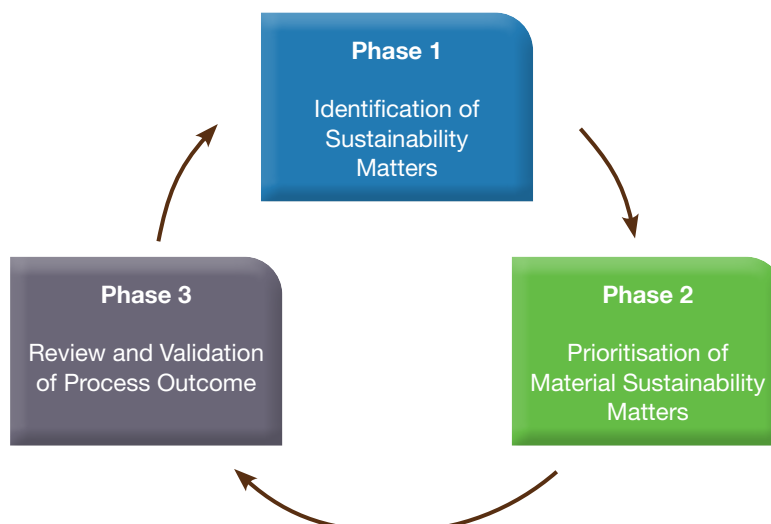 Phase 1
Identification of
Sustainability
Matters
Phase 2
Prioritisation of
Material Sustainability
Matters
Phase 3
Review and Validation
of Process Outcome